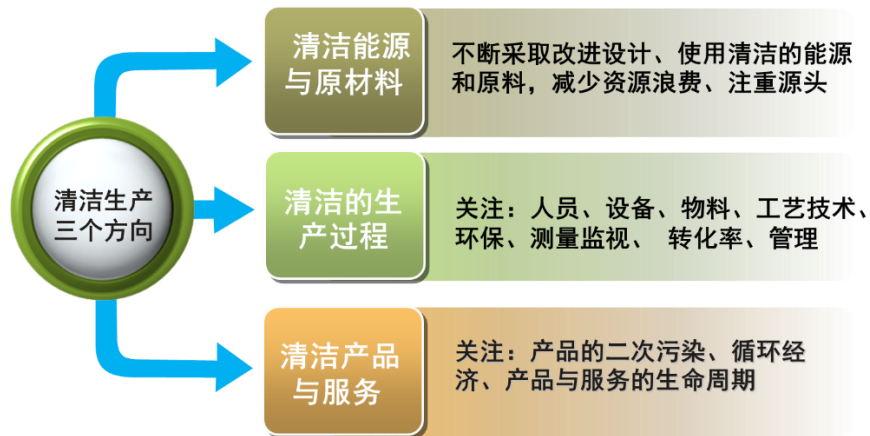 清洁生产
三个方向
清洁能源
与原材料
不断采取改进设计、使用清洁的能源
和原料，减少资源浪费、注重源头
清洁的生
产过程
关注：人员、设备、物料、工艺技术、
环保、测量监视、 转化率、管理
清洁产品
与服务
关注：产品的二次污染、循环经
济、产品与服务的生命周期